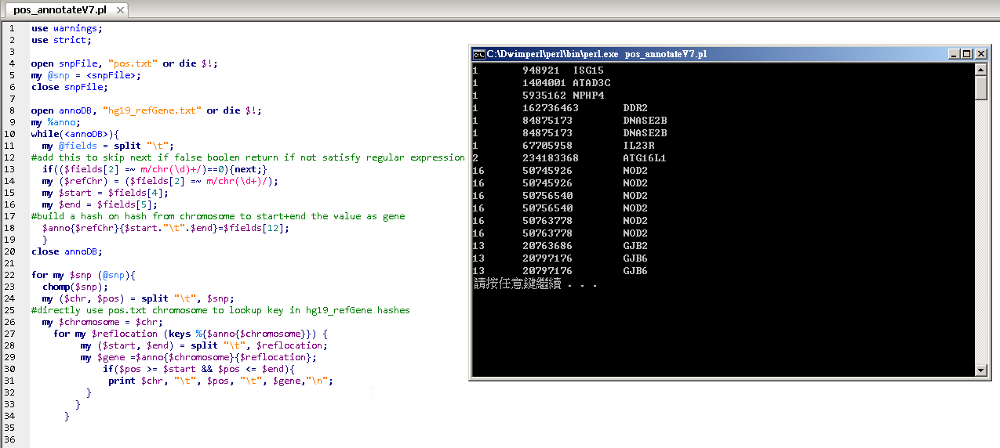 pos_annotateV7.pl
1 use warnings;
2 use strict;
3
4 open snpFile, "pos.txt" or die $!;
5 my @snp = <snpFile>;
6 close snpFile;
7
8 open annoDB, "hg19_refGene.txt" or die $!;
9 my %anno;
10 while(<annoDB>){
11 my @fields = split "\t";
12 #add this to skip next if false boolen return if not satisfy regular expression
13 if(($fields[2] =~ m/chr(\d)+/)==0){next;}
14 my ($refChr) = ($fields[2] =~ m/chr(\d+)/);
15 my $start = $fields[4];
16 my $end = $fields[5];
17 #build a hash on hash from chromosome to start+end the value as gene
18 $anno{$refChr}{$start."\t".$end}=$fields[12];
19 }
20 close annoDB;
21
22 for my $snp (@snp){
23 chomp($snp);
24 my ($chr, $pos) = split "\t", $snp;
25 #directly use pos.txt chromosome to lookup key in hg19_refGene hashes
26 my $chromosome = $chr;
27 for my $reflocation (keys %{$anno{$chromosome}}) {
28 my ($start, $end) = split "\t", $reflocation;
29 my $gene =$anno{$chromosome}{$reflocation};
30 if($pos >= $start && $pos <= $end){
31 print $chr, "\t", $pos, "\t", $gene,"\n";
32 }
33 }
34 }
35
36
C:\Dwimperl\perl\bin\perl.exe pos_annotateV7.pl
1 948921 ISG15
1 1404001 ATAD3C
1 5935162 NPHP4
1 162736463 DDR2
1 84875173 DNASE2B
1 84875173 DNASE2B
1 67705958 IL23R
2 234183368 ATG16L1
16 50745926 NOD2
16 50745926 NOD2
16 50756540 NOD2
16 50756540 NOD2
16 50763778 NOD2
16 50763778 NOD2
13 20763686 GJB2
13 20797176 GJB6
13 20797176 GJB6
請按任意鍵繼續 . . .